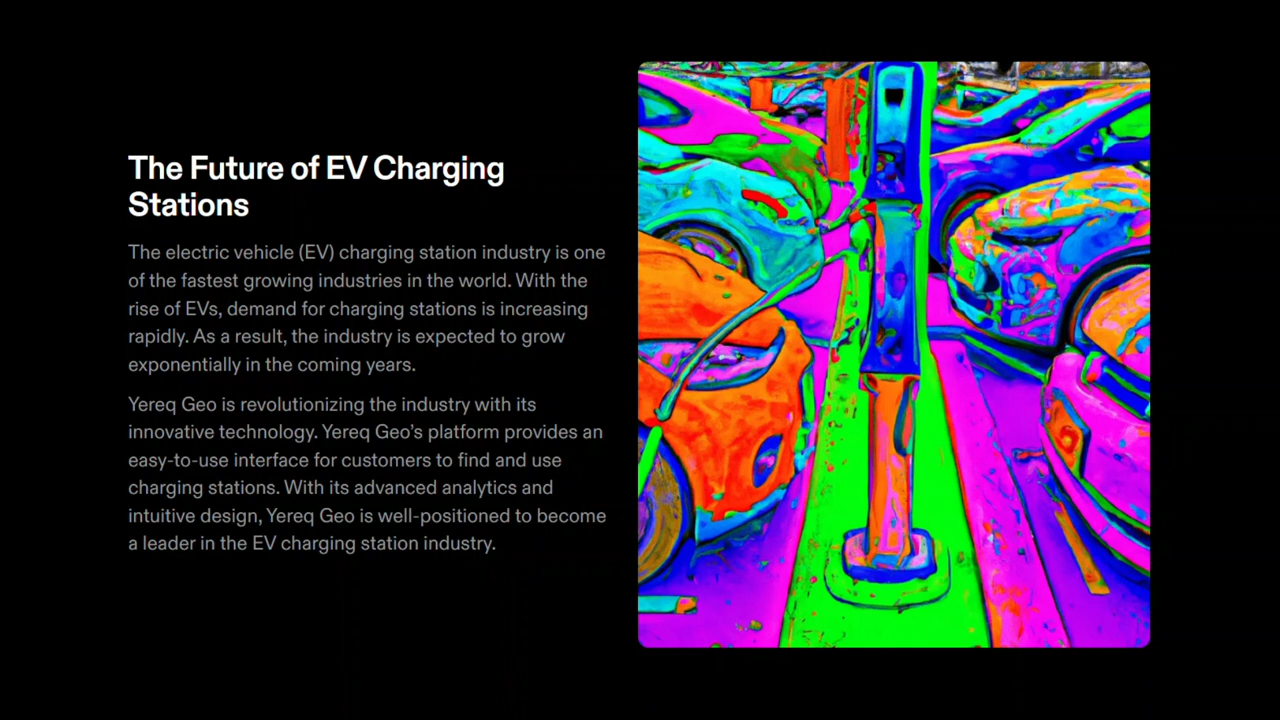 The Future of EV Charging
Stations
The electric vehicle (EV) charging station industry is one
of the fastest growing industries in the world. With the
rise of EVs, demand for charging stations is increasing
rapidly. As a result, the industry is expected to grow
exponentially in the coming years.
Yereq Geo is revolutionizing the industry with its
innovative technology. Yereq Geo’s platform provides an
easy-to-use interface for customers to find and use
charging stations. With its advanced analytics and
intuitive design, Yereq Geo is well-positioned to become
a leader in the EV charging station industry.